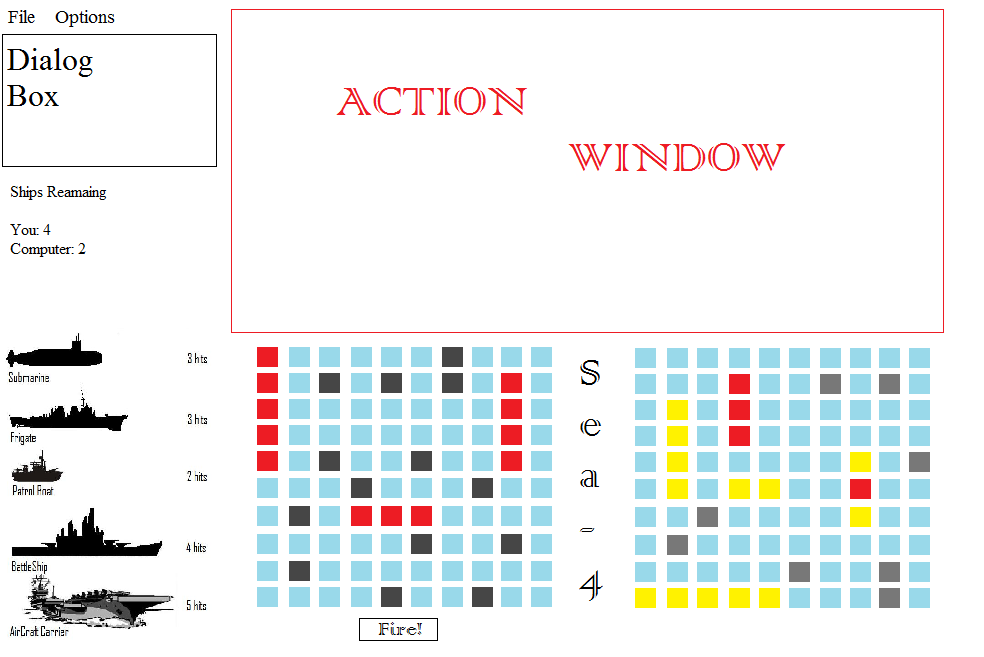 File Options
Dialog
Box
ACTION
WINDOW
Ships Reamaing
You: 4
Computer: 2
3 hits
Submarine
3 hits
Frigate
2 hits
Patrol Boat
4 hits
BattleShip
5 hits
AirCraft Carrier
S
e
a
-
4
Fire!